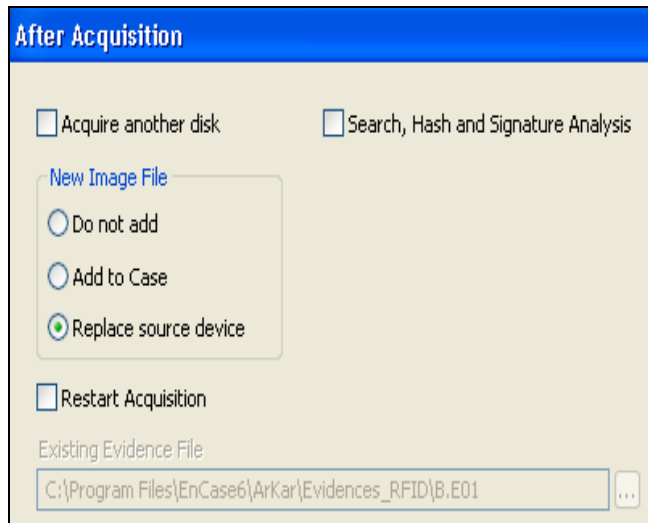 After Acquisition
Acquire another disk
Search, Hash and Signature Analysis
New Image File
Do not add
Add to Case
Replace source device
Restart Acquisition
Existing Evidence File
C:\Program Files\EnCase6\ArKar\Evidences_RFID\B.E01
...